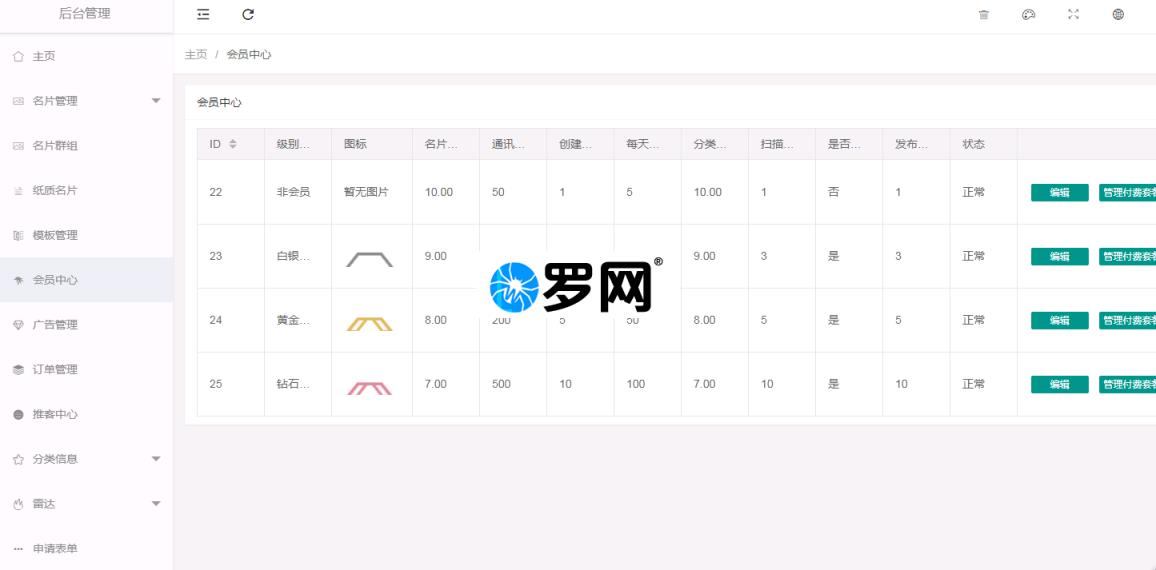 后台管理
主页
名片管理
名片群组
纸质名片
模板管理
会员中心
广告管理
订单管理
推客中心
分类信息
雷达
申请表单
主页 / 会员中心
会员中心
ID 级别... 图标 名片... 通讯... 创建... 每天... 分类... 扫描... 是否... 发布... 状态
22 非会员 暂无图片 10.00 50 1 5 10.00 1 否 1 正常 编辑 管理付费套餐
23 白银... 9.00 9.00 3 是 3 正常 编辑 管理付费套餐
罗网®
24 黄金... 8.00 200 5 50 8.00 5 是 5 正常 编辑 管理付费套餐
25 钻石... 7.00 500 10 100 7.00 10 是 10 正常 编辑 管理付费套餐